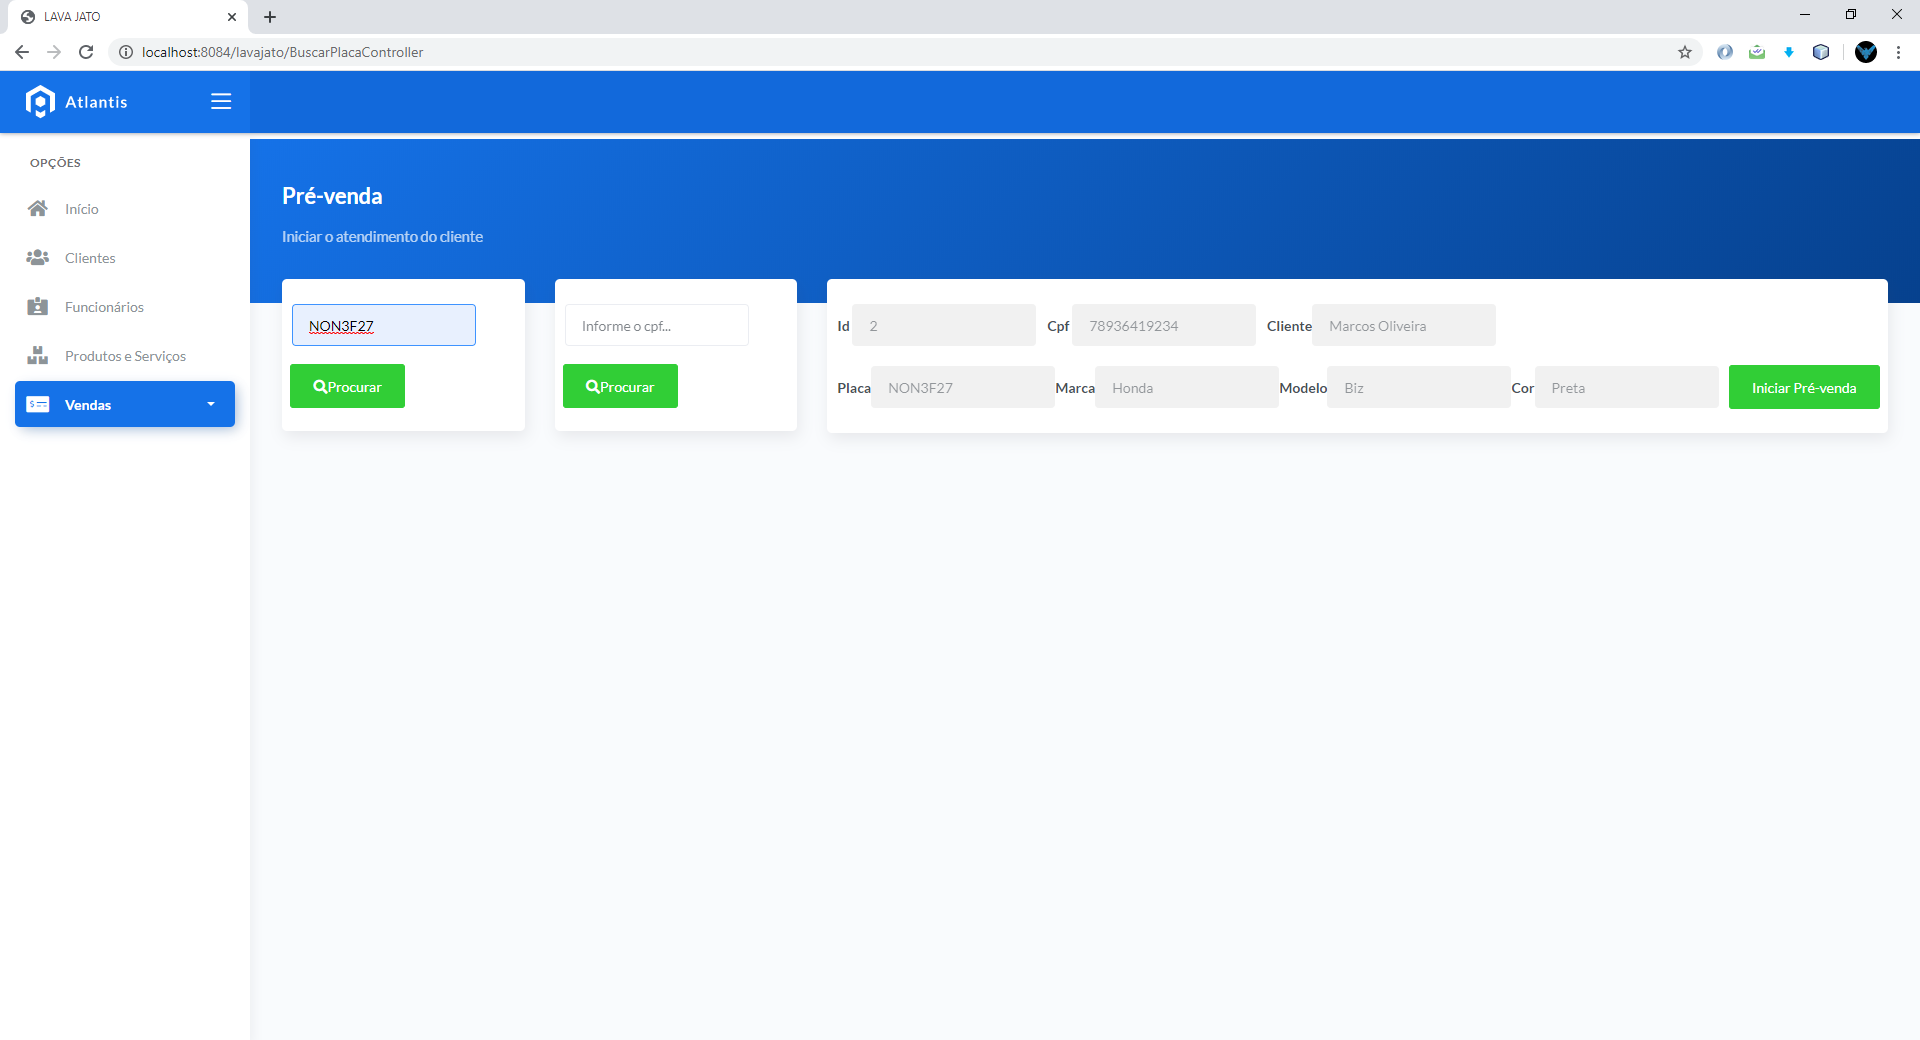 LAVA JATO
localhost:8084/lavajato/BuscarPlacaController
Atlantis
OPÇÕES
Início
Clientes
Funcionários
Produtos e Serviços
Vendas
Pré-venda
Iniciar o atendimento do cliente
NON3F27
Procurar
Informe o cpf...
Procurar
Id 2 Cpf 78936419234 Cliente Marcos Oliveira
Placa NON3F27 Marca Honda Modelo Biz Cor Preta Iniciar Pré-venda